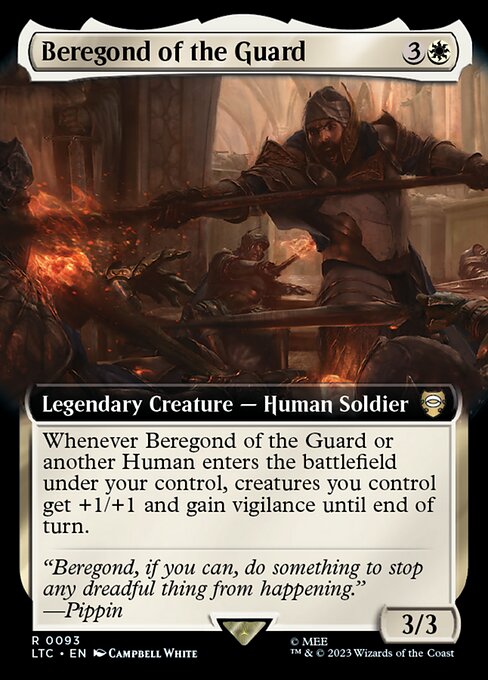 Beregond of the Guard 3
Legendary Creature — Human Soldier
Whenever Beregond of the Guard or
another Human enters the battlefield
under your control, creatures you control
get +1/+1 and gain vigilance until end of
turn.
“Beregond, if you can, do something to stop
any dreadful thing from happening.”
—Pippin
3/3
R 0093
LTC • EN Campbell White
© MEE
™ & © 2023 Wizards of the Coast